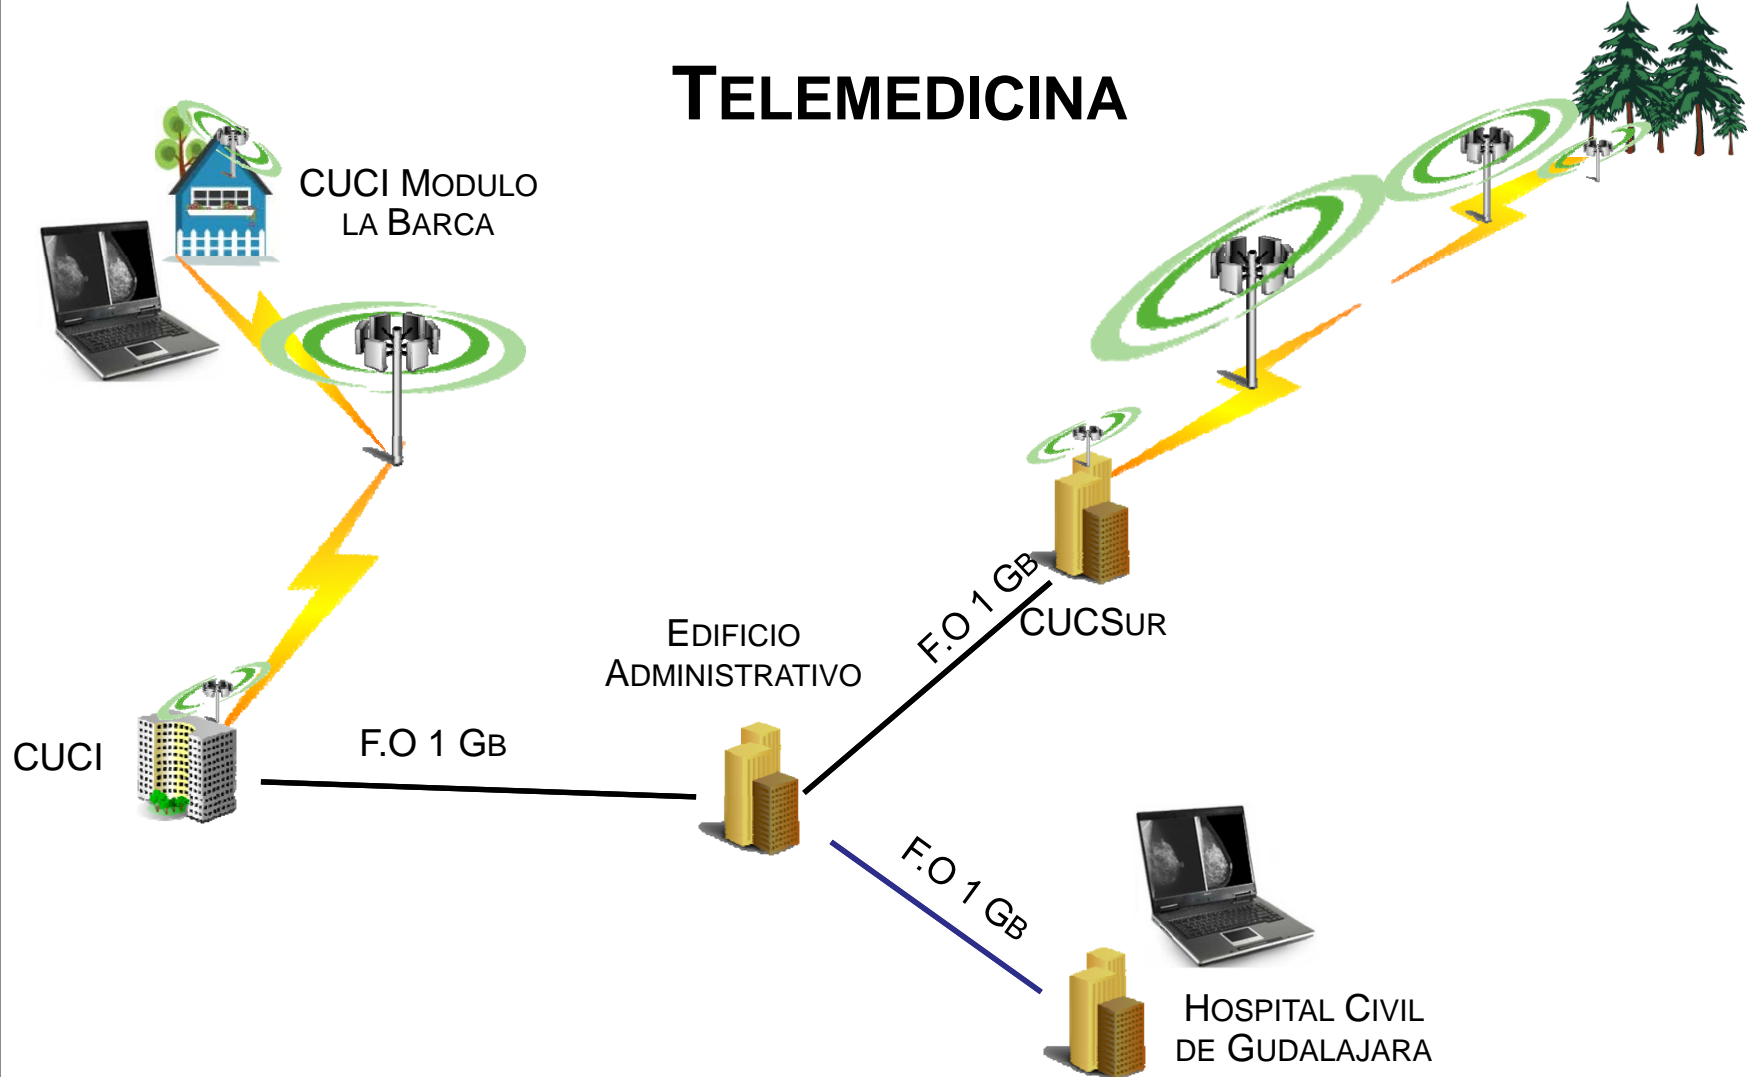 TELEMEDICINA
CUCI MODULO
LA BARCA
F.O 1 GB
CUCSUR
EDIFICIO
ADMINISTRATIVO
CUCI
F.O 1 GB
F.O 1 GB
HOSPITAL CIVIL
DE GUDALAJARA